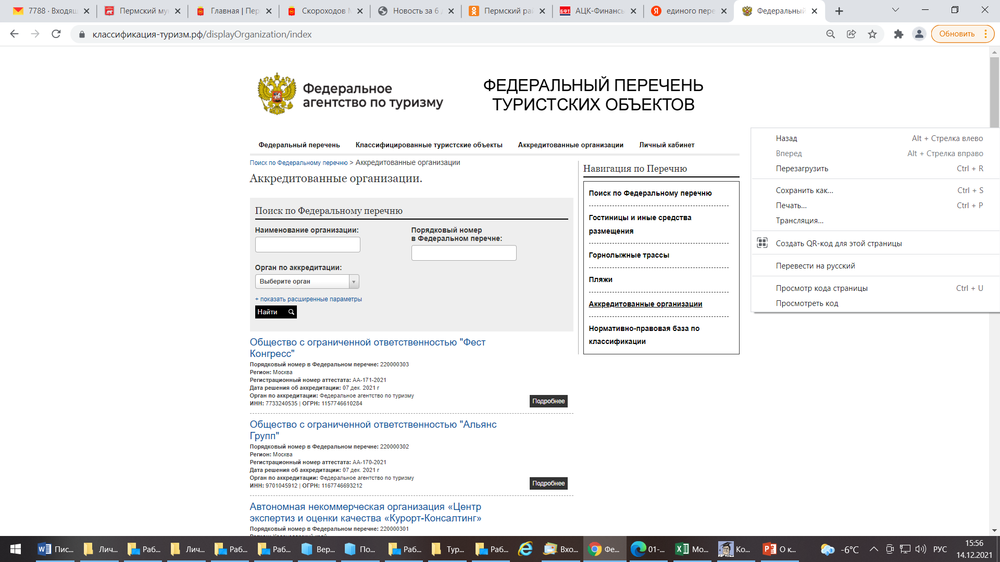 7788 · Входящ
Пермский му
Главная | Пер
Скороходов М
Новость за 6 д
Пермский рай
АЦК-Финансы
единого пере
Федеральный
классификация-туризм.рф/displayOrganization/index
Обновить
Федеральное
агентство по туризму
ФЕДЕРАЛЬНЫЙ ПЕРЕЧЕНЬ
ТУРИСТСКИХ ОБЪЕКТОВ
Федеральный перечень
Классифицированные туристские объекты
Аккредитованные организации
Личный кабинет
Поиск по Федеральному перечню > Аккредитованные организации
Аккредитованные организации.
Поиск по Федеральному перечню
Наименование организации:
Порядковый номер
в Федеральном перечне:
Орган по аккредитации:
Выберите орган
+ показать расширенные параметры
Найти
Общество с ограниченной ответственностью "Фест
Конгресс"
Порядковый номер в Федеральном перечне: 220000303
Регион: Москва
Регистрационный номер аттестата: АА-171-2021
Дата решения об аккредитации: 07 дек. 2021 г
Орган по аккредитации: Федеральное агентство по туризму
ИНН: 7733240535 | ОГРН: 1157746610284
Подробнее
Общество с ограниченной ответственностью "Альянс
Групп"
Порядковый номер в Федеральном перечне: 220000302
Регион: Москва
Регистрационный номер аттестата: АА-170-2021
Дата решения об аккредитации: 07 дек. 2021 г
Орган по аккредитации: Федеральное агентство по туризму
ИНН: 9701045912 | ОГРН: 1167746693212
Подробнее
Автономная некоммерческая организация «Центр
экспертиз и оценки качества «Курорт-Консалтинг»
Порядковый номер в Федеральном перечне: 220000301
Навигация по Перечню
Поиск по Федеральному перечню
Гостиницы и иные средства
размещения
Горнолыжные трассы
Пляжи
Аккредитованные организации
Нормативно-правовая база по
классификации
Назад Alt + Стрелка влево
Вперед Alt + Стрелка вправо
Перезагрузить Ctrl + R
Сохранить как... Ctrl + S
Печать... Ctrl + P
Трансляция...
Создать QR-код для этой страницы
Перевести на русский
Просмотр кода страницы Ctrl + U
Просмотреть код
Пис...
Лич...
Раб...
Лич...
Раб...
Раб...
Вер...
По...
Раб...
Тур...
Раб...
Вхо...
Фе...
01-...
Мо...
Ко...
О к...
-6°C
РУС
15:56
14.12.2021